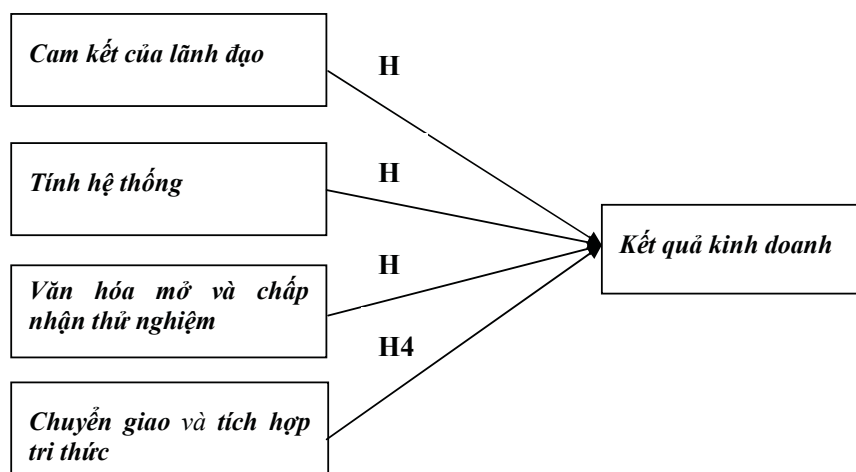 Cam kết của lãnh đạo
H
Tính hệ thống
H
Kết quả kinh doanh
Văn hóa mở và chấp
nhận thử nghiệm
H
H4
Chuyển giao và tích hợp
tri thức